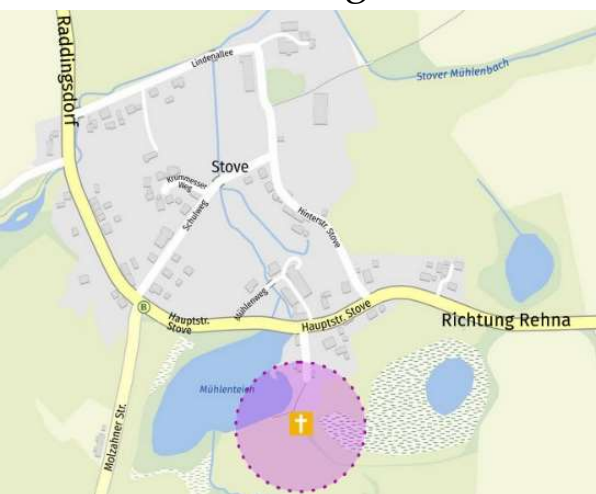 Raddingsdorf
Lindenallee
Stover Mühlenbach
Stove
Krummesser
Weg
Schulweg
Hinterstr. Stove
Mühlenweg
B
Hauptstr.
Stove
Hauptstr. Stove
Richtung Rehna
Mühlenteich
Molzahner Str.